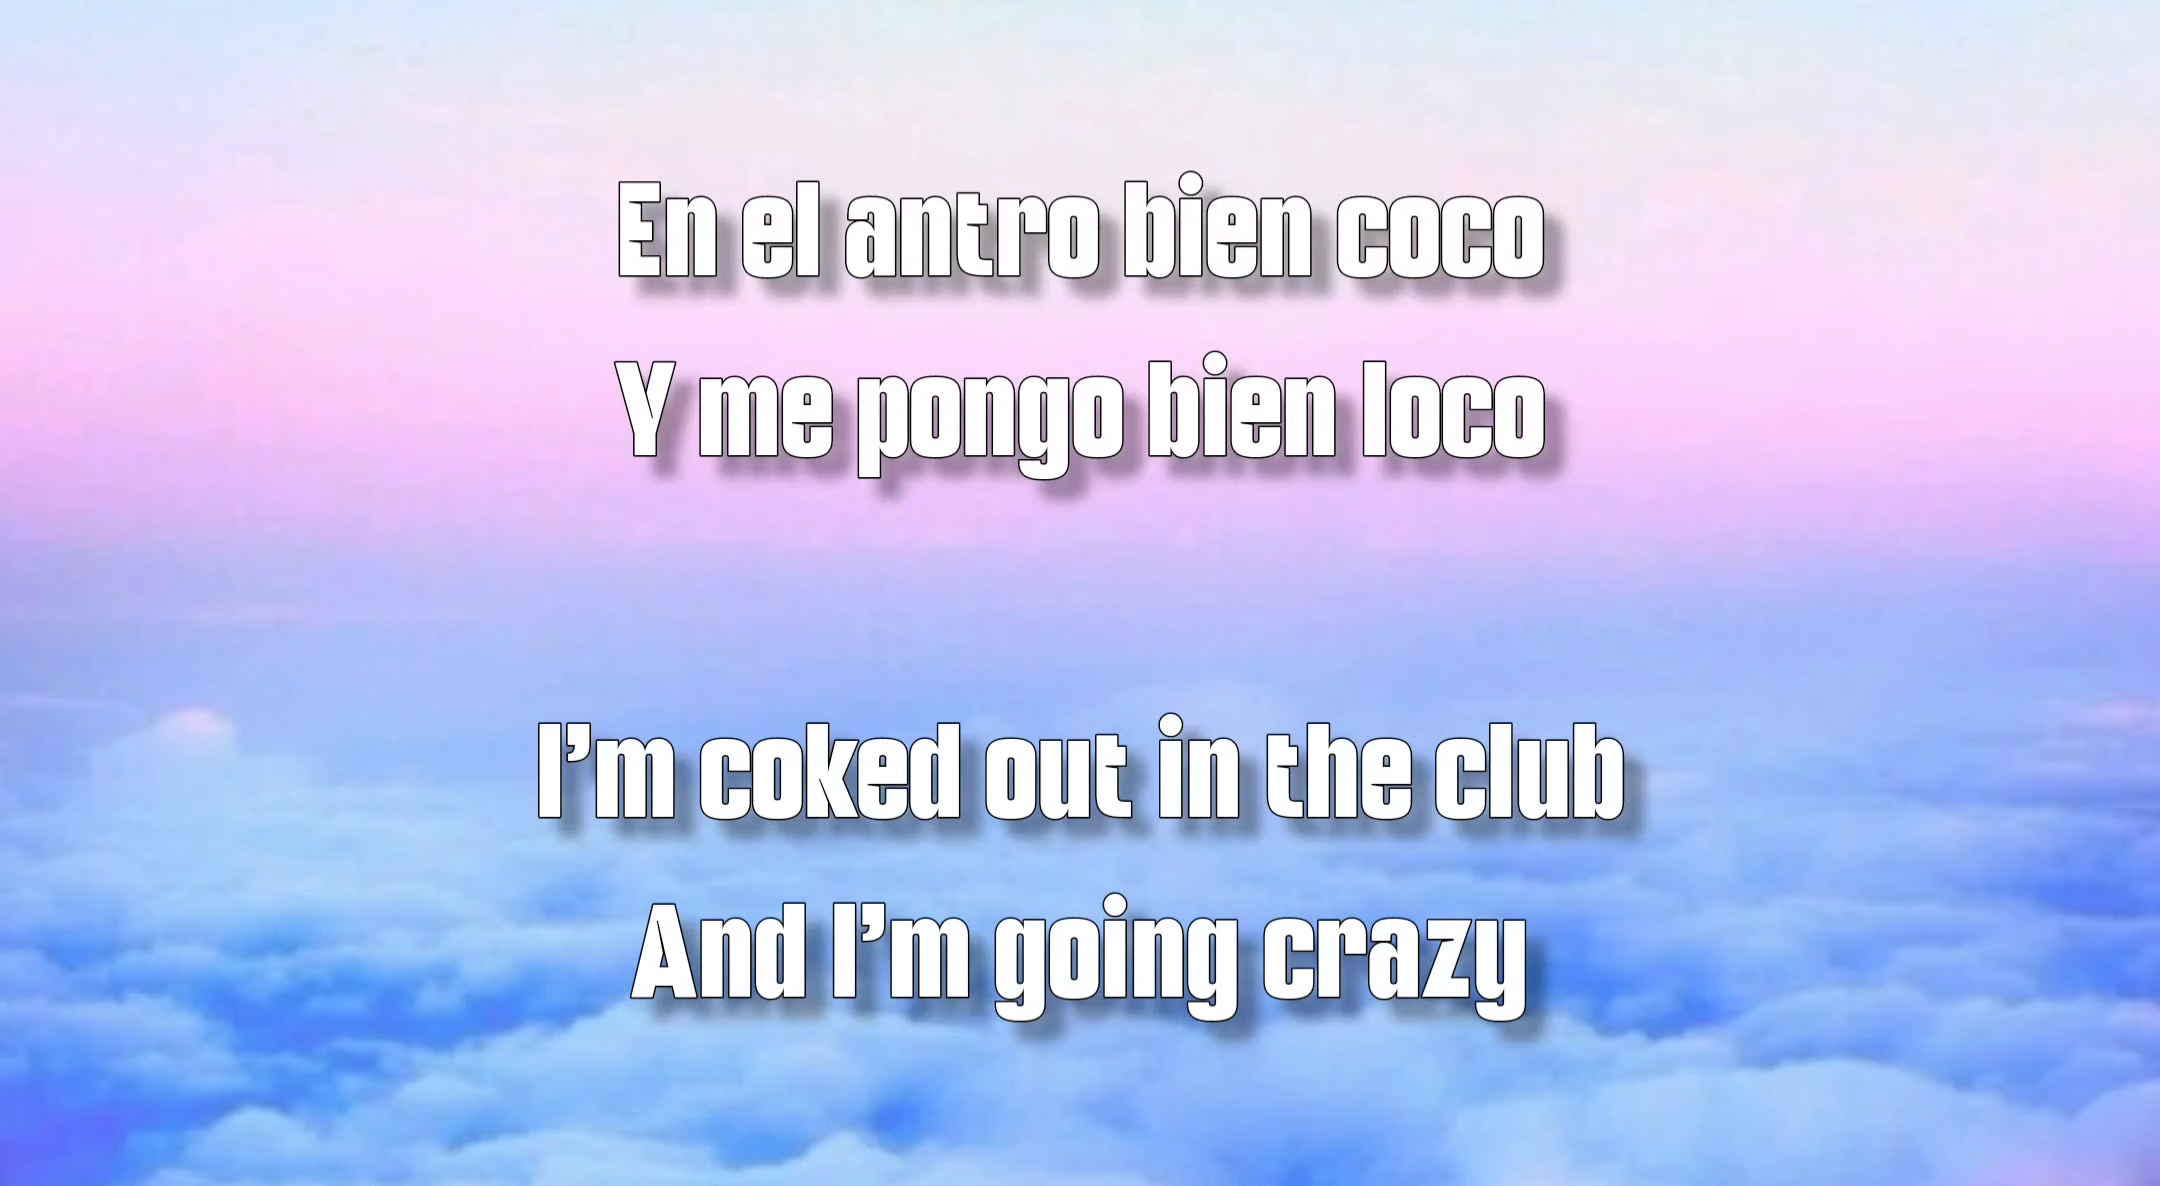 En el antro bien coco
Y me pongo bien loco
I’m coked out in the club
And I’m going crazy